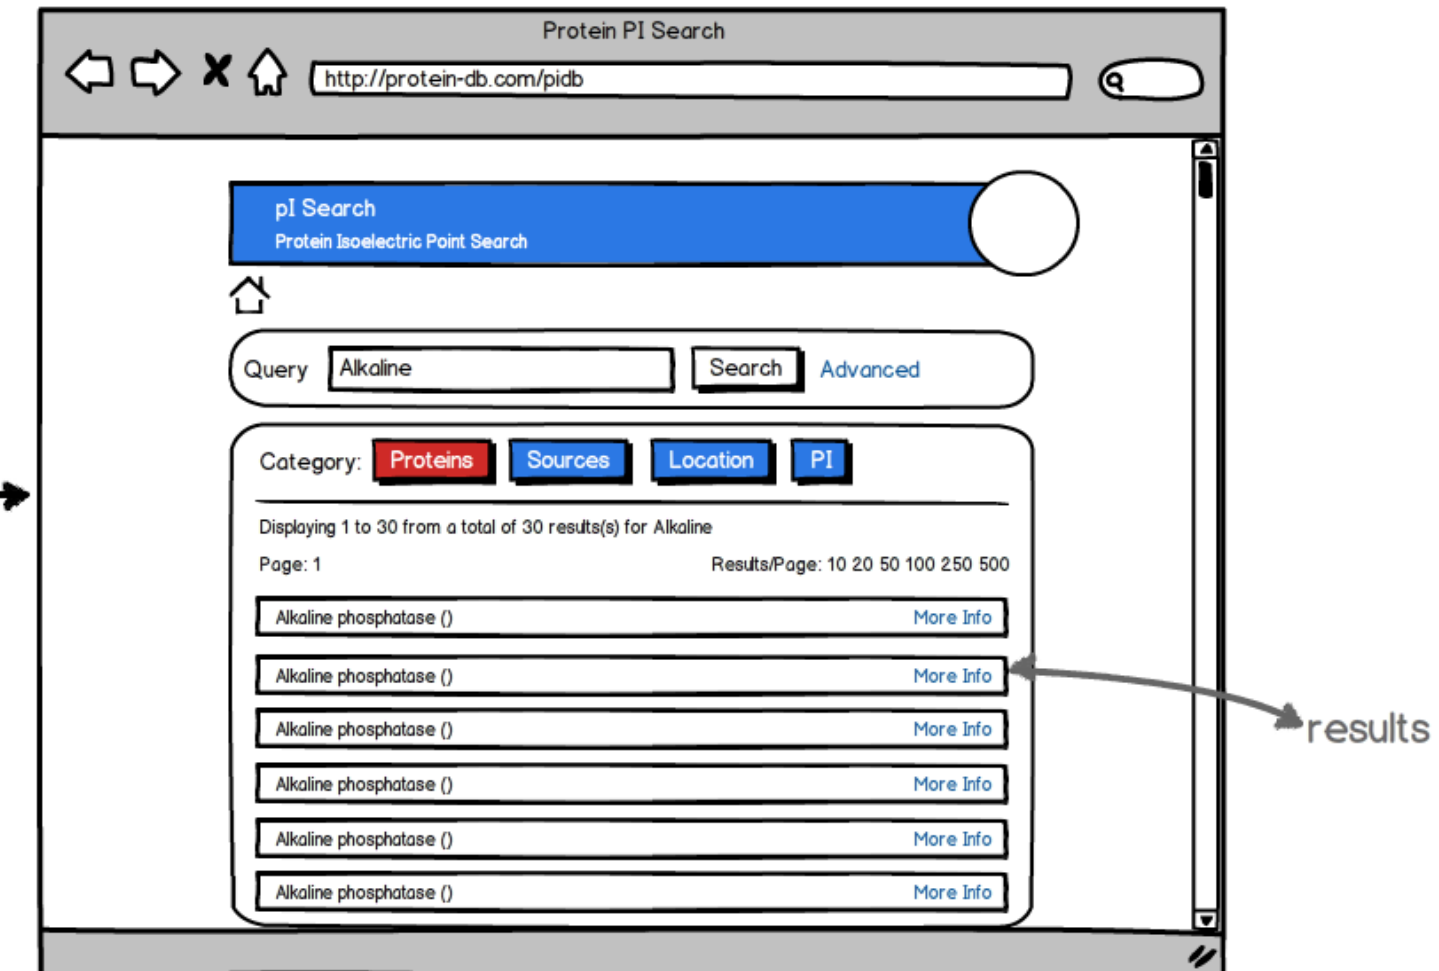 Protein PI Search
http://protein-db.com/pidb
pI Search
Protein Isoelectric Point Search
Query Alkaline Search Advanced
Category: Proteins Sources Location PI
Displaying 1 to 30 from a total of 30 results(s) for Alkaline
Page: 1 Results/Page: 10 20 50 100 250 500
Alkaline phosphatase () More Info
Alkaline phosphatase () More Info
results
Alkaline phosphatase () More Info
Alkaline phosphatase () More Info
Alkaline phosphatase () More Info
Alkaline phosphatase () More Info